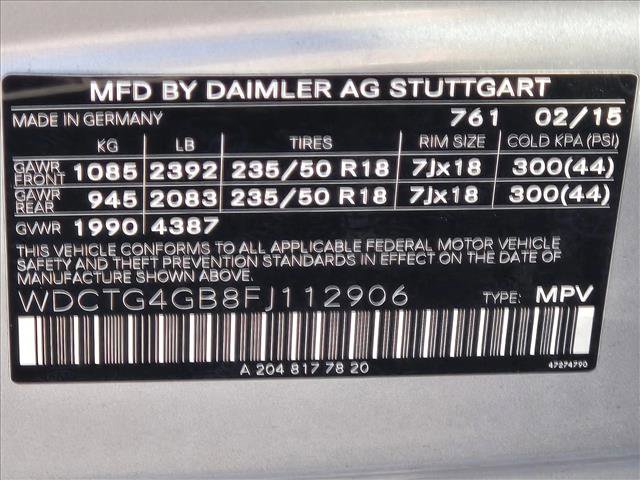 MFD BY DAIMLER AG STUTTGART
MADE IN GERMANY 761 02/15
KG LB TIRES RIM SIZE COLD KPA (PSI)
GAWR FRONT 1085 2392 235/50 R18 7Jx18 300(44)
GAWR REAR 945 2083 235/50 R18 7Jx18 300(44)
GVWR 1990 4387
THIS VEHICLE CONFORMS TO ALL APPLICABLE FEDERAL MOTOR VEHICLE
SAFETY AND THEFT PREVENTION STANDARDS IN EFFECT ON THE DATE OF
MANUFACTURE SHOWN ABOVE.
WDCTG4GB8FJ112906 TYPE: MPV
A 204 817 78 20 47274790